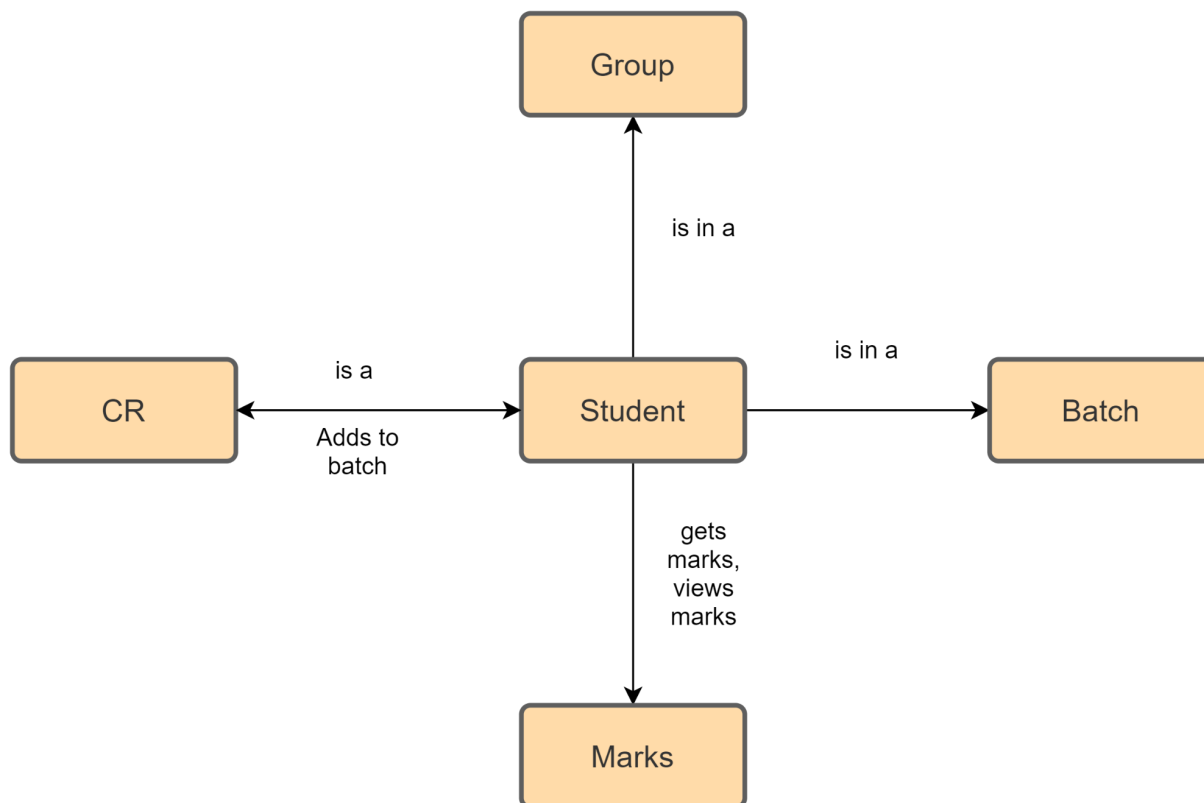 Group
is in a
is a
is in a
CR
Student
Batch
Adds to
batch
gets
marks,
views
marks
Marks